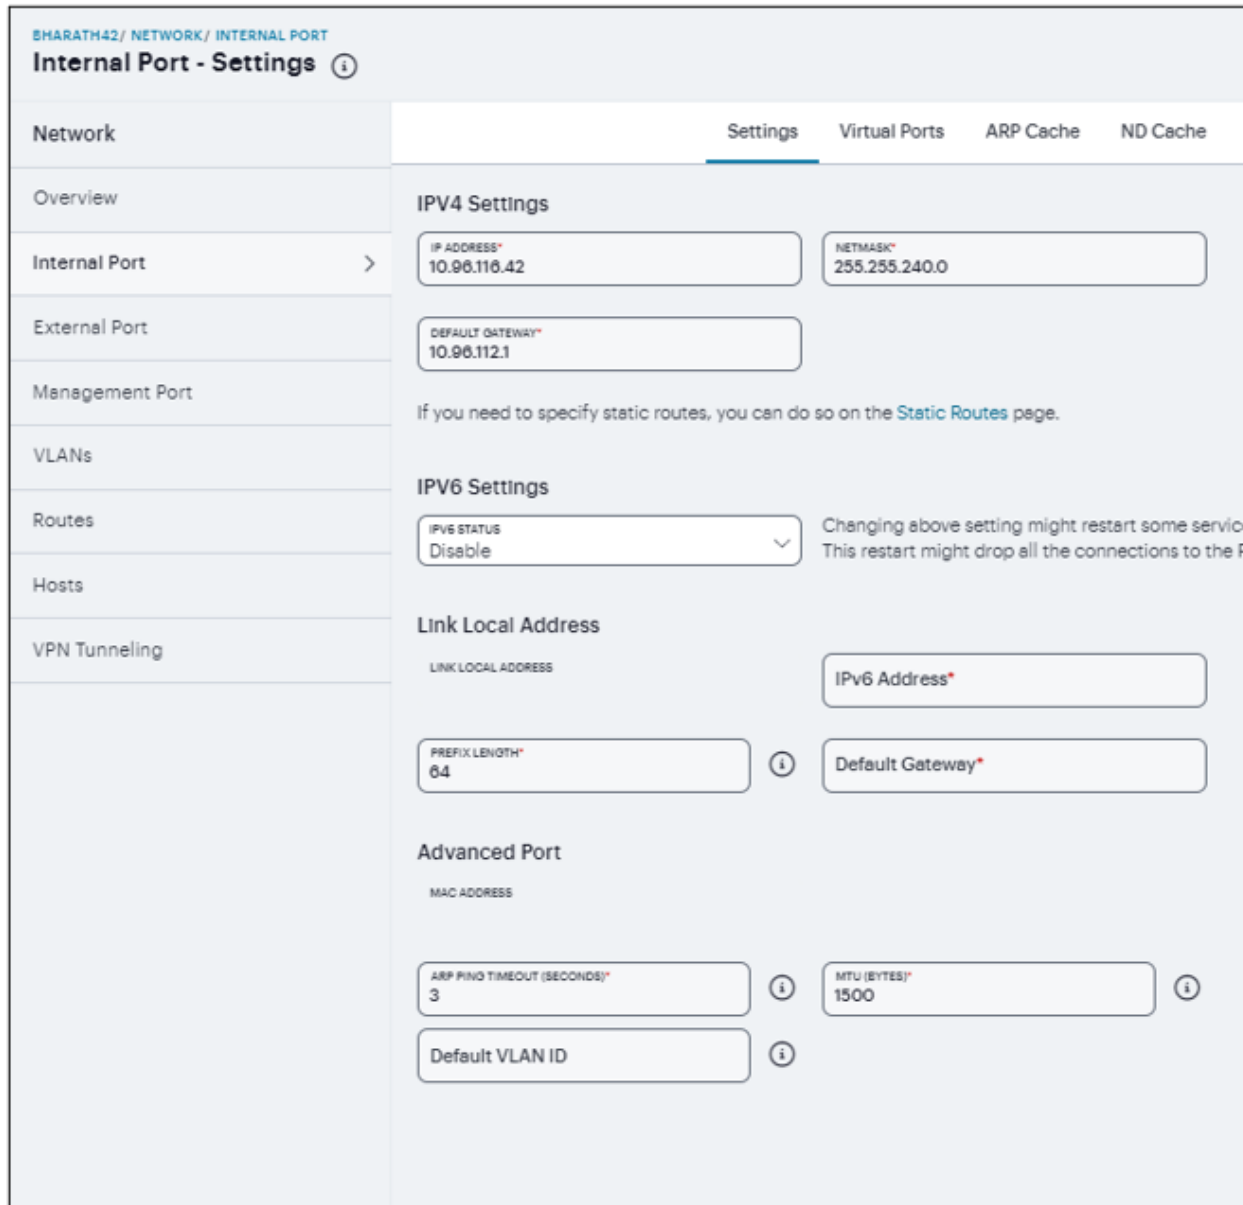 BHARATH42/ NETWORK/ INTERNAL PORT
Internal Port - Settings
Network
Overview
Internal Port
External Port
Management Port
VLANs
Routes
Hosts
VPN Tunneling
Settings Virtual Ports ARP Cache ND Cache
IPV4 Settings
IP ADDRESS*
10.96.116.42
NETMASK*
255.255.240.0
DEFAULT GATEWAY*
10.96.112.1
If you need to specify static routes, you can do so on the Static Routes page.
IPV6 Settings
IPV6 STATUS
Disable
Changing above setting might restart some servic
This restart might drop all the connections to the
Link Local Address
LINK LOCAL ADDRESS
IPv6 Address*
PREFIX LENGTH*
64
Default Gateway*
Advanced Port
MAC ADDRESS
ARP PING TIMEOUT (SECONDS)*
3
MTU (BYTES)*
1500
Default VLAN ID